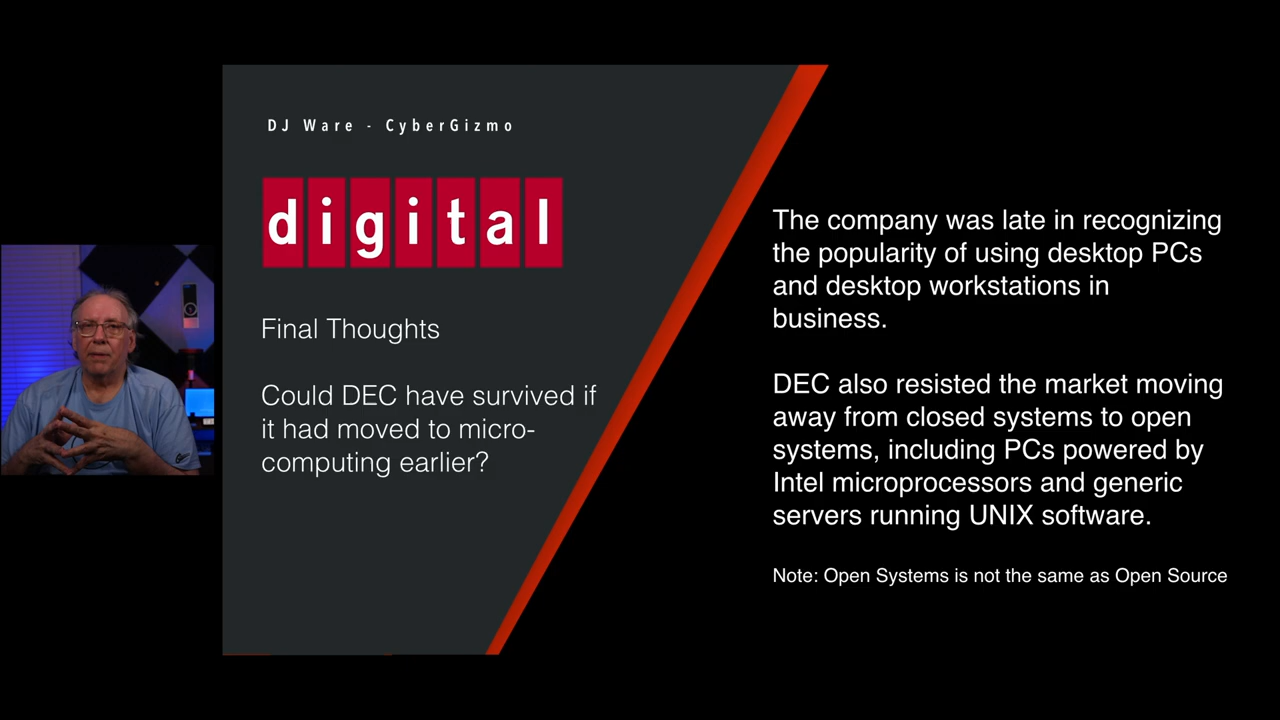 DJ Ware - CyberGizmo
digital
Final Thoughts
Could DEC have survived if
it had moved to micro-
computing earlier?
The company was late in recognizing
the popularity of using desktop PCs
and desktop workstations in
business.
DEC also resisted the market moving
away from closed systems to open
systems, including PCs powered by
Intel microprocessors and generic
servers running UNIX software.
Note: Open Systems is not the same as Open Source